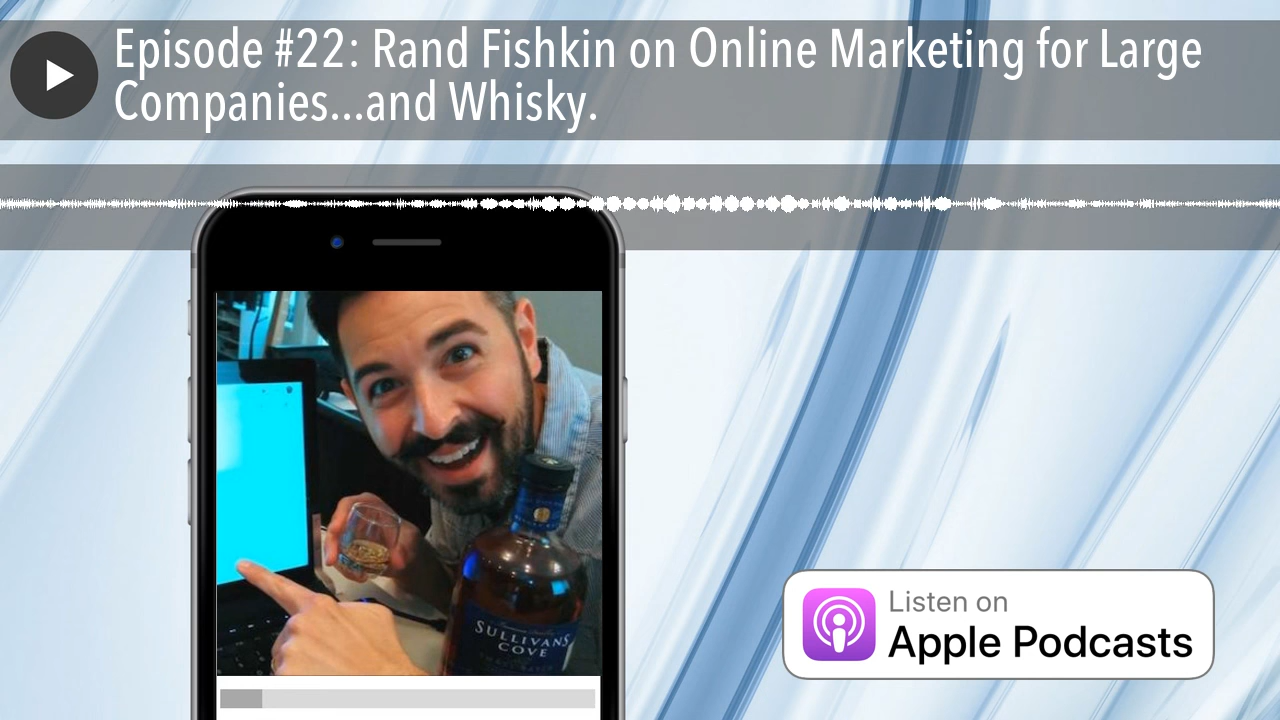 Episode #22: Rand Fishkin on Online Marketing for Large
Companies...and Whisky.
SULLIVANS
COVE
Listen on
Apple Podcasts